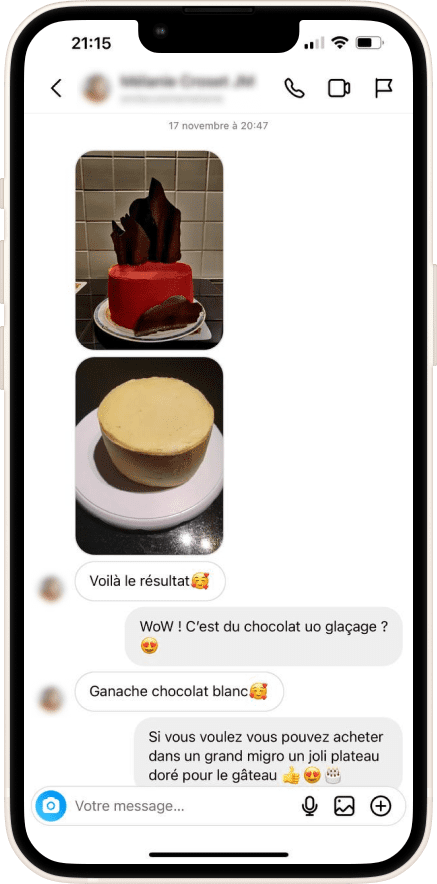 21:15
17 novembre à 20:47
Voilà le résultat🥰
WoW ! C'est du chocolat uo glaçage ?
😍
Ganache chocolat blanc🥰
Si vous voulez vous pouvez acheter
dans un grand migro un joli plateau
doré pour le gâteau 👍😍🎂
Votre message...